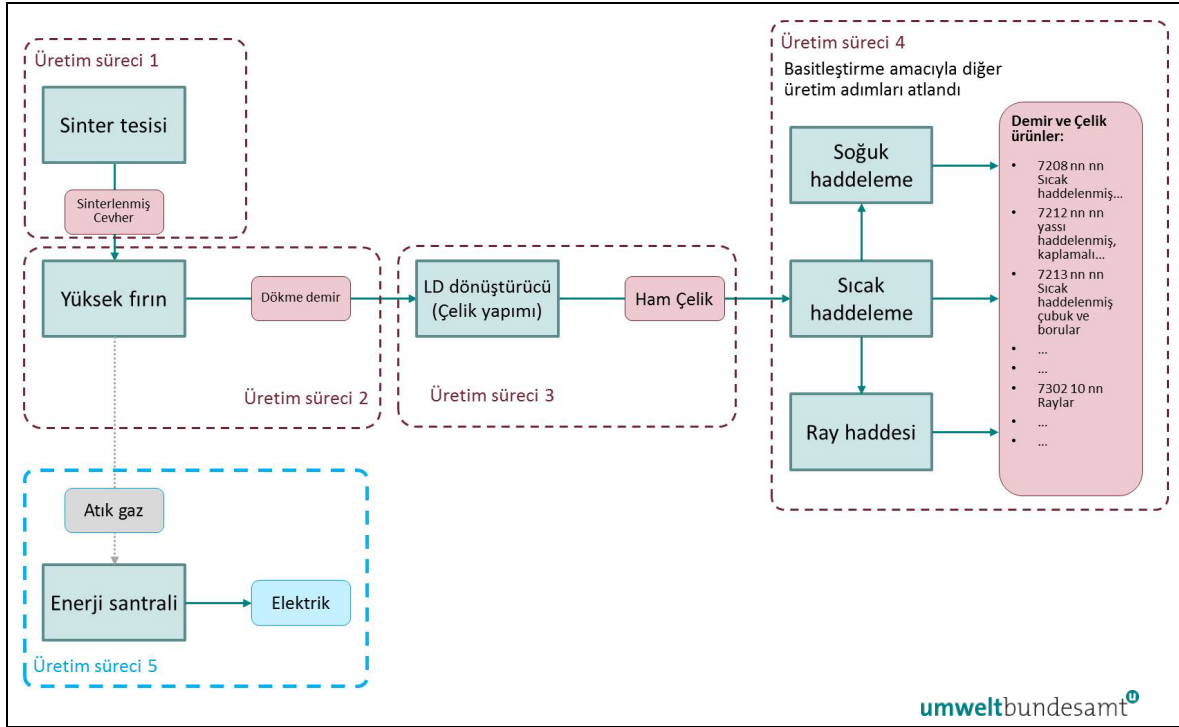 Üretim süreci 1
Sinter tesisi
Sinterlenmiş
Cevher
Yüksek fırın
Dökme demir
Üretim süreci 2
LD dönüştürücü
(Çelik yapımı)
Ham Çelik
Üretim süreci 3
Üretim süreci 4
Basitleştirme amacıyla diğer
üretim adımları atlandı
Soğuk
haddeleme
Sıcak
haddeleme
Ray haddesi
Demir ve Çelik
ürünler:
• 7208 nn nn
Sıcak
haddelenmiş...
• 7212 nn nn
yassı
haddelenmiş,
kaplamalı...
• 7213 nn nn
Sıcak
haddelenmiş
çubuk ve
borular
• ...
• ...
• 7302 10 nn
Raylar
• ...
• ...
Atık gaz
Enerji santrali
Elektrik
Üretim süreci 5
umweltbundesamt